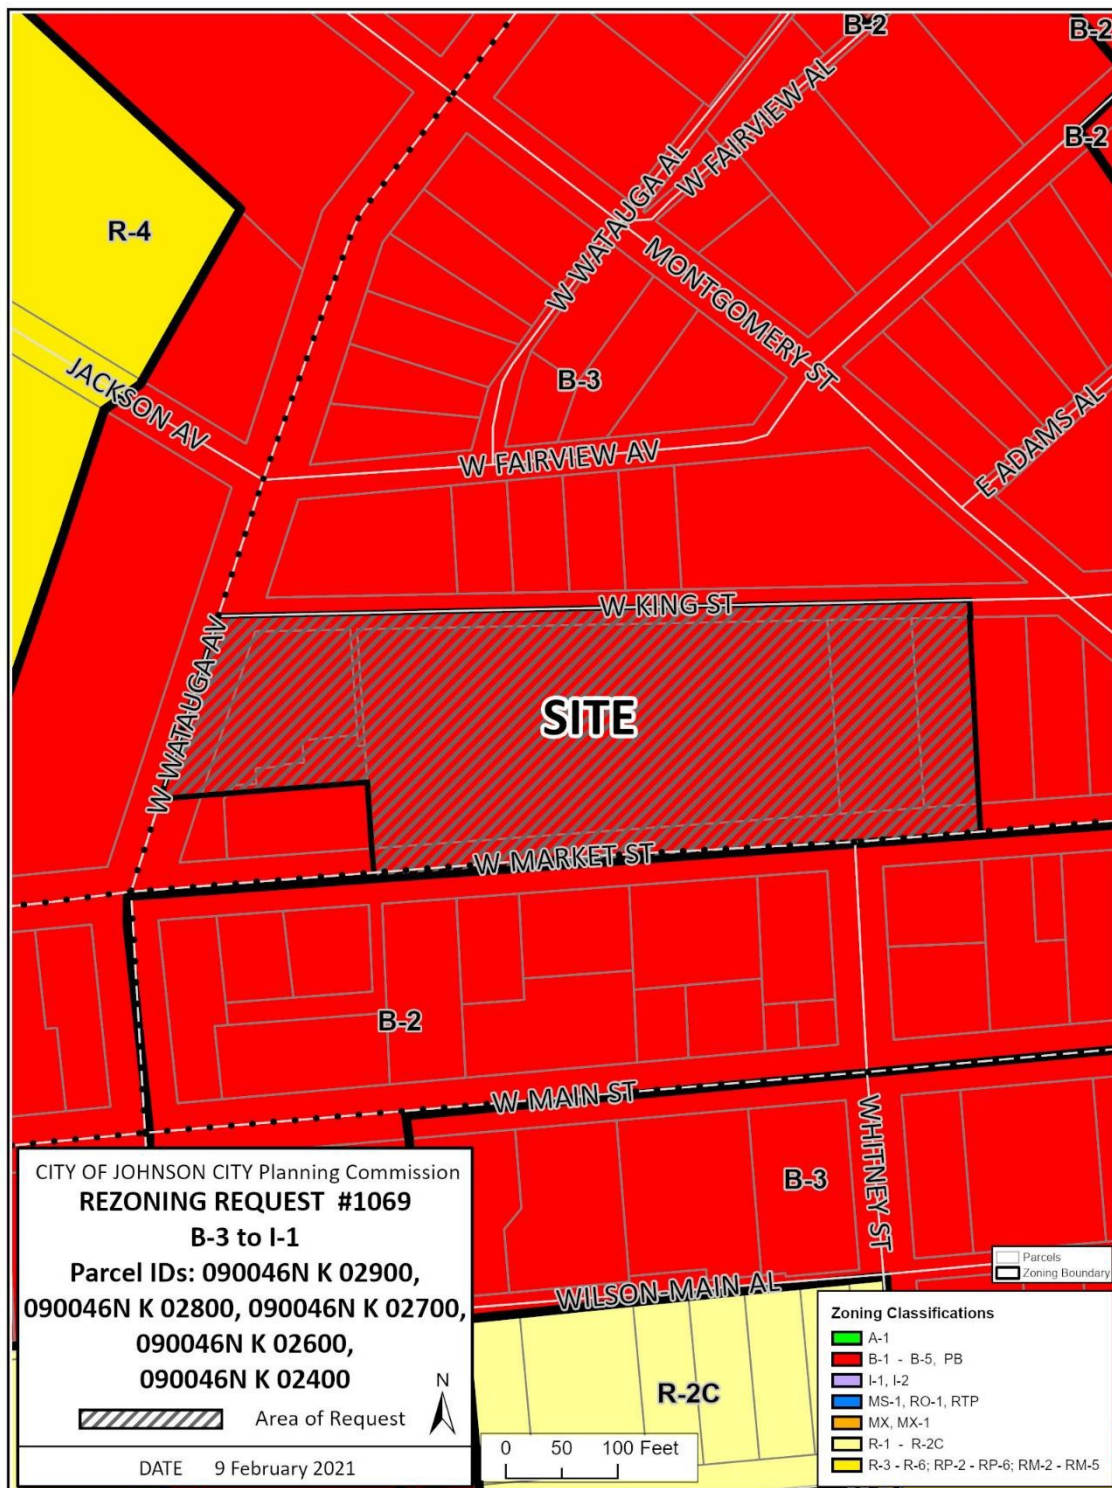 B-2
B-2
W FAIRVIEW AL
B-2
W WATAUGA AL
R-4
MONTGOMERY ST
JACKSON AV
B-3
E ADAMS AL
W FAIRVIEW AV
W KING ST
W WATAUGA AV
SITE
W MARKET ST
B-2
W MAIN ST
WHITNEY ST
B-3
WILSON-MAIN AL
R-2C
CITY OF JOHNSON CITY Planning Commission
REZONING REQUEST #1069
B-3 to I-1
Parcel IDs: 090046N K 02900,
090046N K 02800, 090046N K 02700,
090046N K 02600,
090046N K 02400
Area of Request
N
DATE 9 February 2021
0 50 100 Feet
Parcels
Zoning Boundary
Zoning Classifications
A-1
B-1 - B-5, PB
I-1, I-2
MS-1, RO-1, RTP
MX, MX-1
R-1 - R-2C
R-3 - R-6; RP-2 - RP-6; RM-2 - RM-5